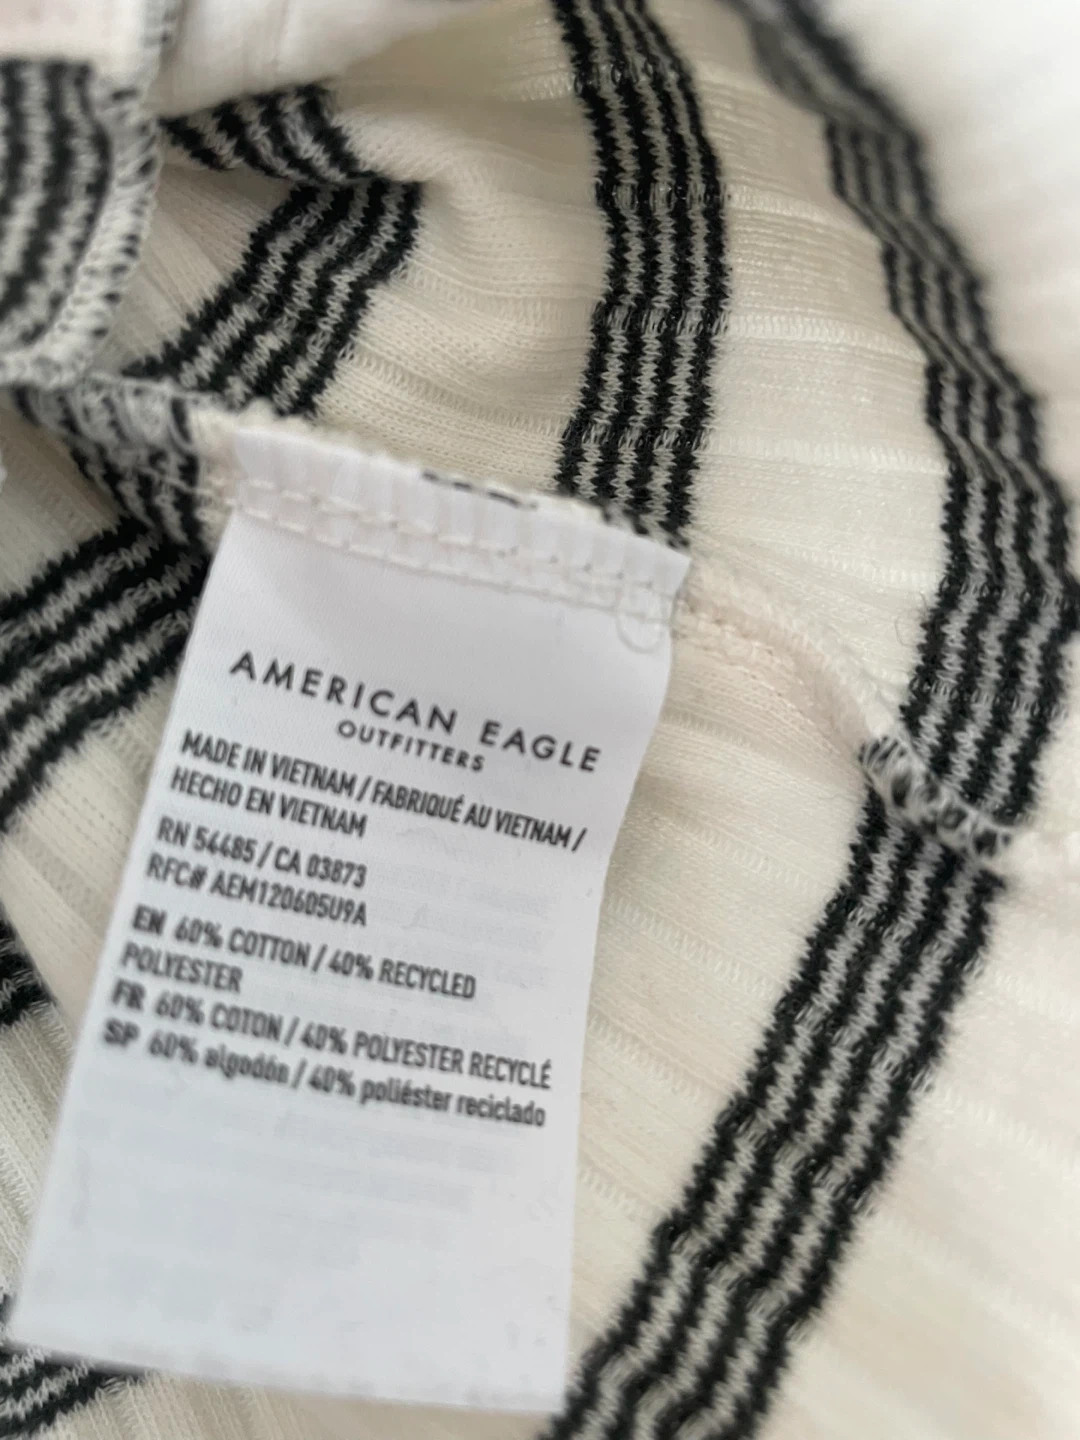 AMERICAN EAGLE
OUTFITTERS
MADE IN VIETNAM / FABRIQUÉ AU VIETNAM /
HECHO EN VIETNAM
RN 54485 / CA 03873
RFC# AEM120605U9A
EN 60% COTTON / 40% RECYCLED
POLYESTER
FR 60% COTON / 40% POLYESTER RECYCLÉ
SP 60% algodón / 40% poliéster reciclado